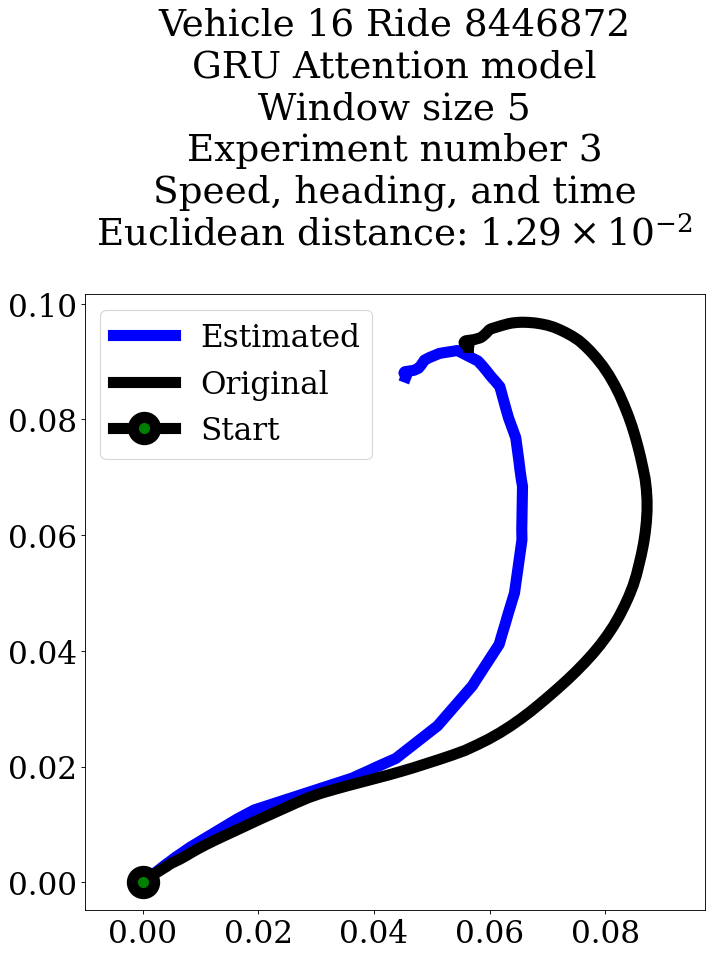 Vehicle 16 Ride 8446872
GRU Attention model
Window size 5
Experiment number 3
Speed, heading, and time
Euclidean distance: 1.29 × 10⁻²
Estimated
Original
Start
0.10
0.08
0.06
0.04
0.02
0.00
0.00 0.02 0.04 0.06 0.08